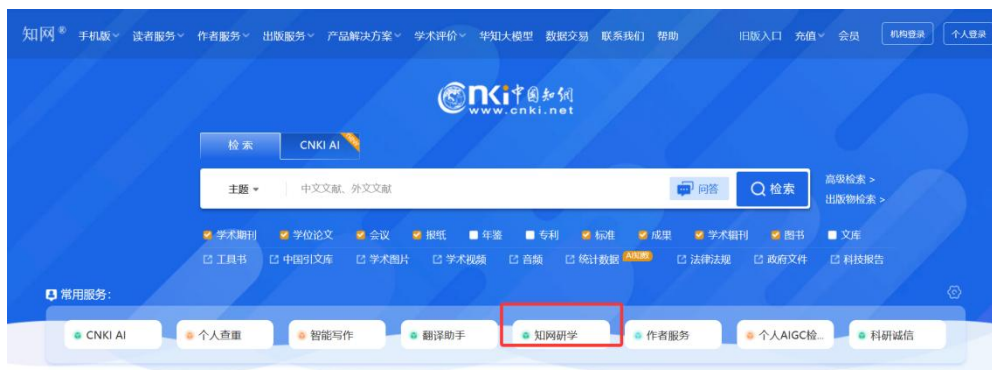 知网® 手机版 读者服务 作者服务 出版服务 产品解决方案 学术评价 华知大模型 数据交易 联系我们 帮助 旧版入口 充值 会员 机构登录 个人登录
cnki中国知网
www.cnki.net
检索 CNKI AI
主题 中文文献、外文文献 问答 检索 高级检索 >
出版物检索 >
学术期刊 学位论文 会议 报纸 年鉴 专利 标准 成果 学术辑刊 图书 文库
工具书 中国引文库 学术图片 学术视频 音频 统计数据 法律法规 政府文件 科技报告
常用服务:
CNKI AI 个人查重 智能写作 翻译助手 知网研学 作者服务 个人AIGC检... 科研诚信